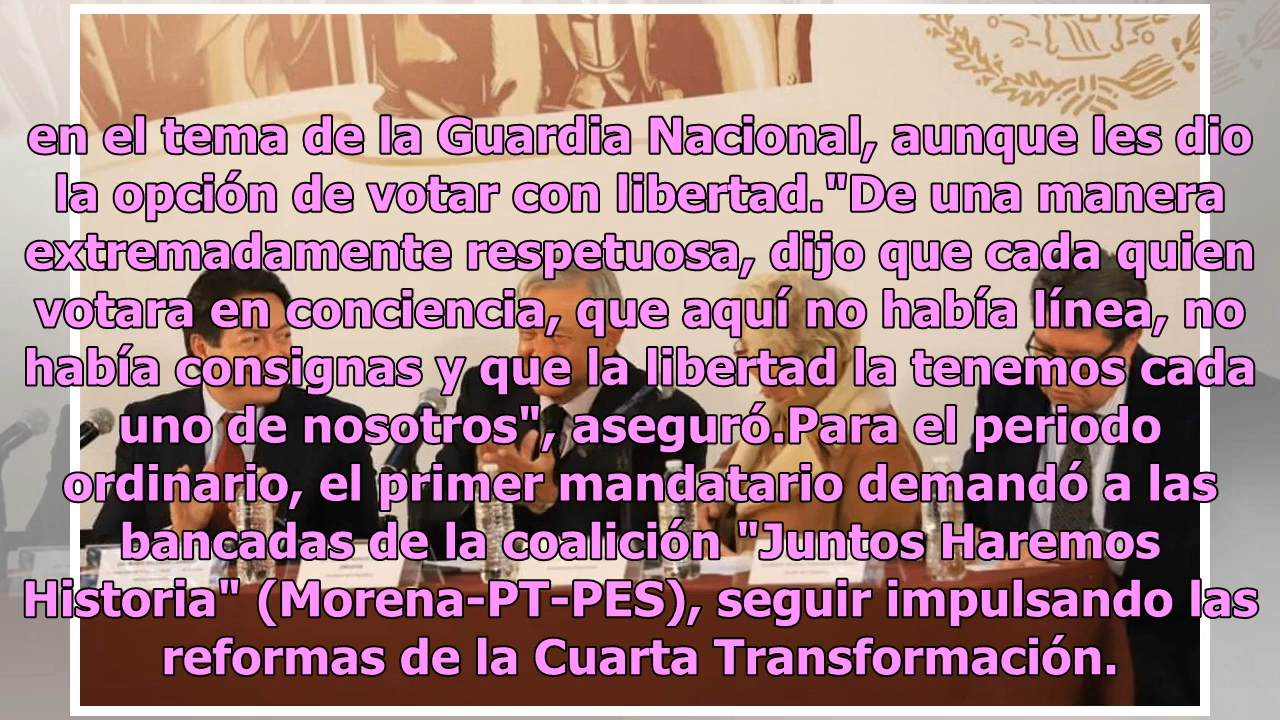 en el tema de la Guardia Nacional, aunque les dio
la opción de votar con libertad."De una manera
extremadamente respetuosa, dijo que cada quien
votara en conciencia, que aquí no había línea, no
había consignas y que la libertad la tenemos cada
uno de nosotros", aseguró.Para el periodo
ordinario, el primer mandatario demandó a las
bancadas de la coalición "Juntos Haremos
Historia" (Morena-PT-PES), seguir impulsando las
reformas de la Cuarta Transformación.